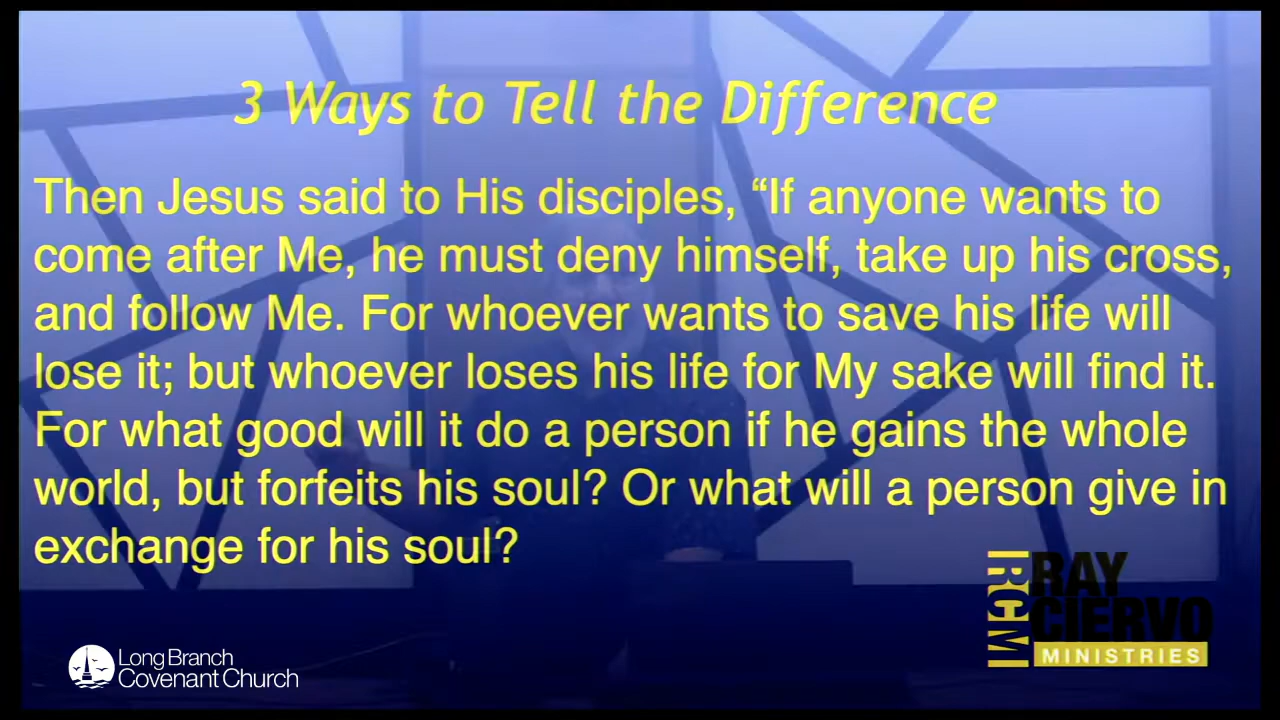 3 Ways to Tell the Difference
Then Jesus said to His disciples, “If anyone wants to
come after Me, he must deny himself, take up his cross,
and follow Me. For whoever wants to save his life will
lose it; but whoever loses his life for My sake will find it.
For what good will it do a person if he gains the whole
world, but forfeits his soul? Or what will a person give in
exchange for his soul?
RCM
RAY
CIERVO
MINISTRIES
Long Branch
Covenant Church